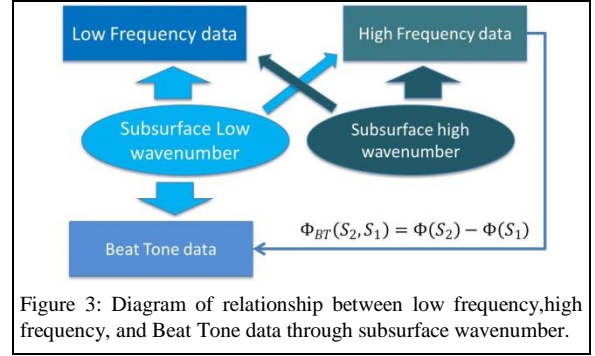 Low Frequency data
High Frequency data
Subsurface Low
wavenumber
Subsurface high
wavenumber
Φ_BT(S_2, S_1) = Φ(S_2) − Φ(S_1)
Beat Tone data
Figure 3: Diagram of relationship between low frequency,high
frequency, and Beat Tone data through subsurface wavenumber.